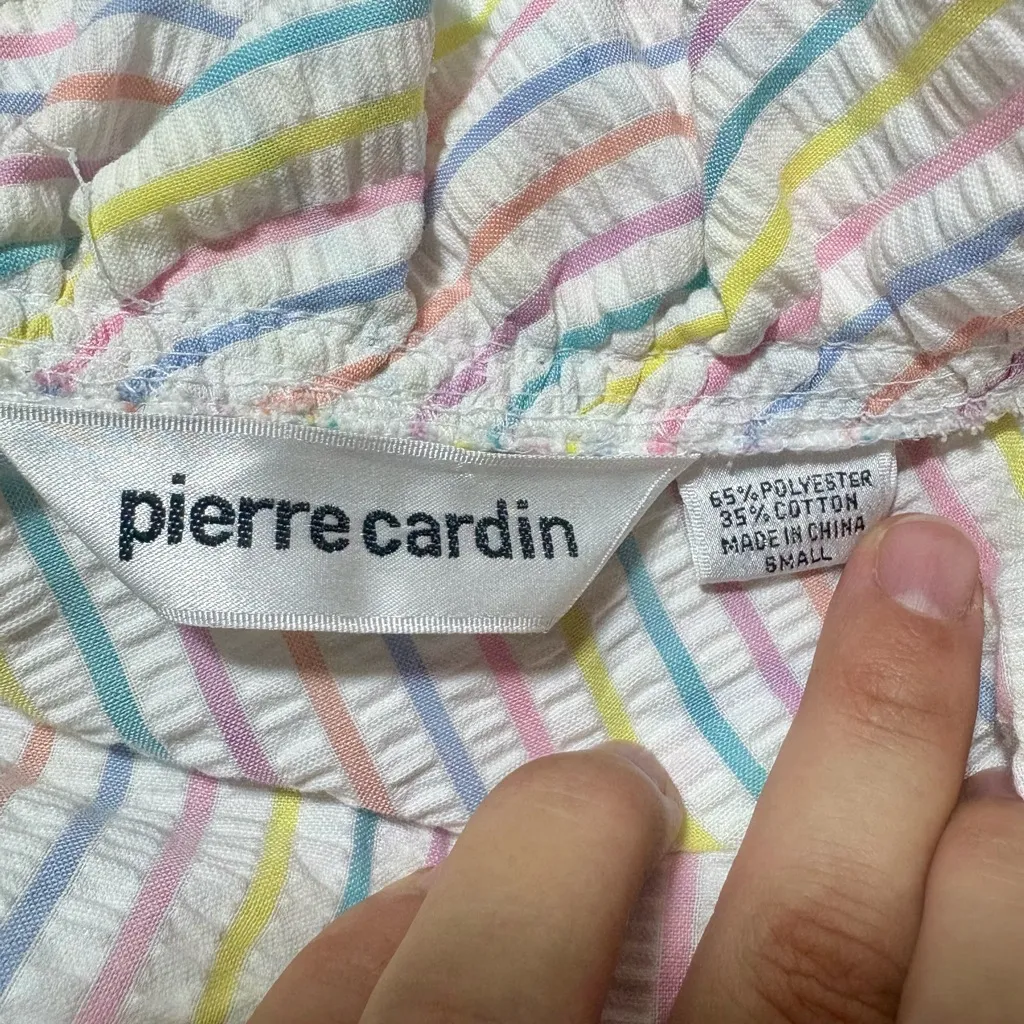 pierre cardin
65% POLYESTER
35% COTTON
MADE IN CHINA
SMALL